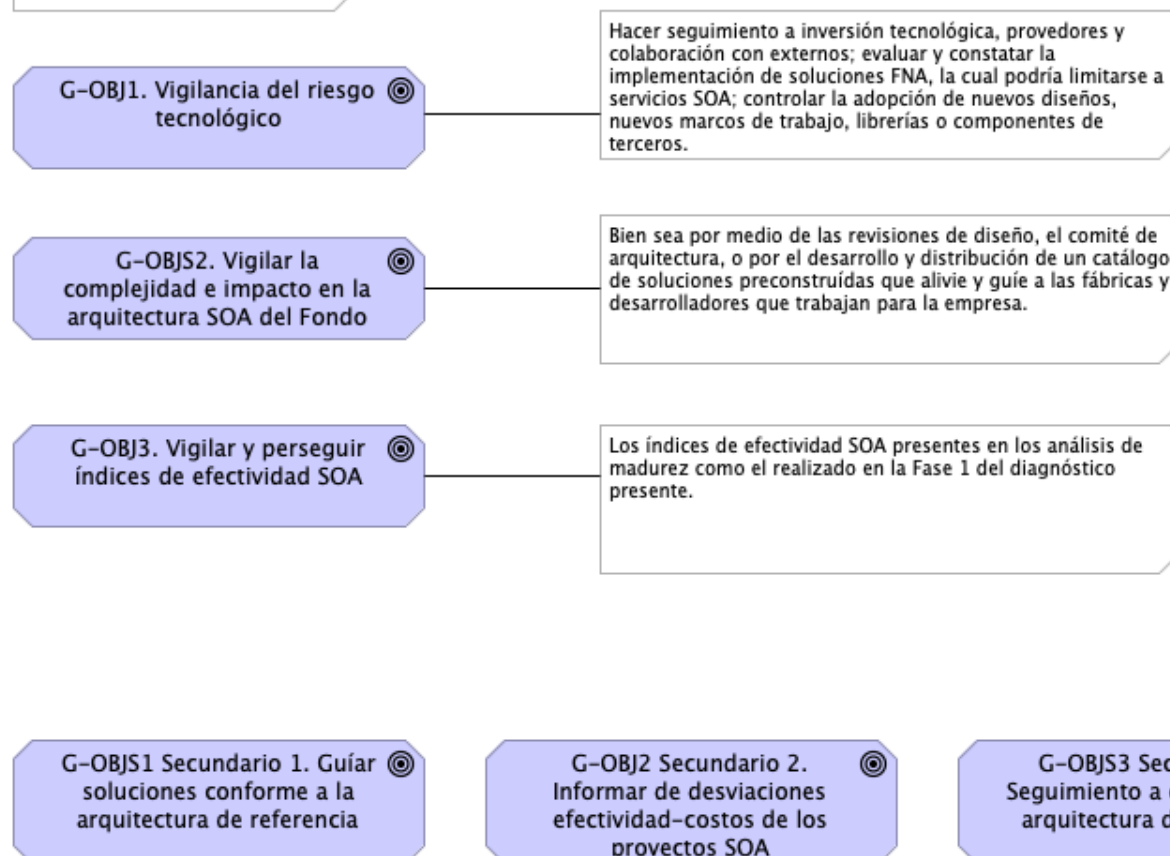 G-OBJ1. Vigilancia del riesgo
tecnológico
Hacer seguimiento a inversión tecnológica, provedores y
colaboración con externos; evaluar y constatar la
implementación de soluciones FNA, la cual podría limitarse a
servicios SOA; controlar la adopción de nuevos diseños,
nuevos marcos de trabajo, librerías o componentes de
terceros.
G-OBJS2. Vigilar la
complejidad e impacto en la
arquitectura SOA del Fondo
Bien sea por medio de las revisiones de diseño, el comité de
arquitectura, o por el desarrollo y distribución de un catálogo
de soluciones preconstruídas que alivie y guíe a las fábricas y
desarrolladores que trabajan para la empresa.
G-OBJ3. Vigilar y perseguir
índices de efectividad SOA
Los índices de efectividad SOA presentes en los análisis de
madurez como el realizado en la Fase 1 del diagnóstico
presente.
G-OBJS1 Secundario 1. Guíar
soluciones conforme a la
arquitectura de referencia
G-OBJ2 Secundario 2.
Informar de desviaciones
efectividad-costos de los
proyectos SOA
G-OBJS3
Seguimiento a
arquitectura